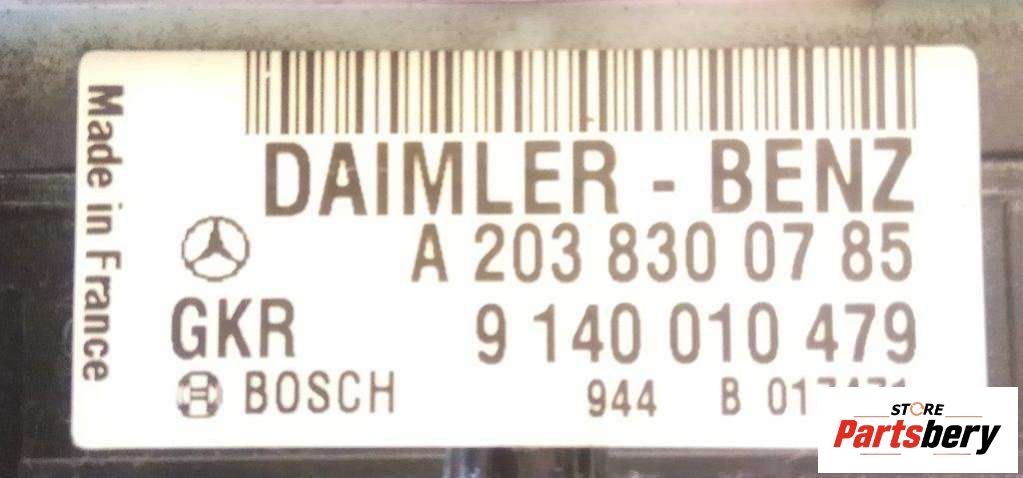 Made in France
DAIMLER - BENZ
A 203 830 07 85
GKR 9 140 010 479
BOSCH 944 B
STORE
Partsbery